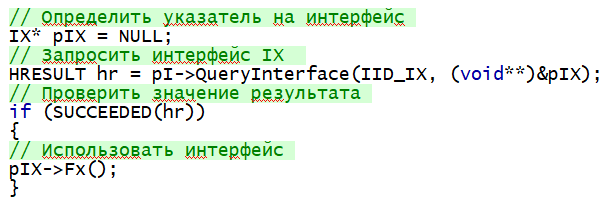 // Определить указатель на интерфейс
IX* pIX = NULL;
// Запросить интерфейс IX
HRESULT hr = pI->QueryInterface(IID_IX, (void**)&pIX);
// Проверить значение результата
if (SUCCEEDED(hr))
{
// Использовать интерфейс
pIX->Fx();
}